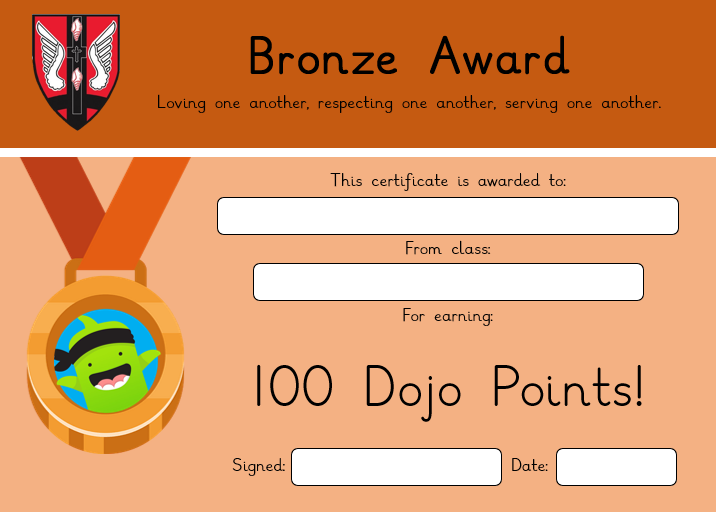 Bronze Award
Loving one another, respecting one another, serving one another.
This certificate is awarded to:
From class:
For earning:
100 Dojo Points!
Signed: Date: